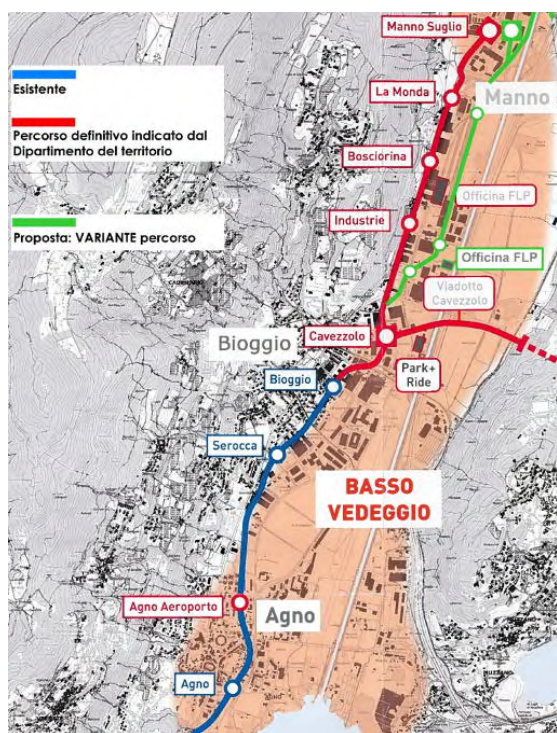 Manno Suglio
Esistente
La Monda
Manno
Percorso definitivo indicato dal
Dipartimento del territorio
Bosciorina
Officina FLP
Industrie
Proposta: VARIANTE percorso
Officina FLP
Viadotto
Cavezzolo
Cavezzolo
Bioggio
Park+
Ride
Bioggio
Serocca
BASSO
VEDEGGIO
Agno Aeroporto
Agno
Agno
MUZZANO